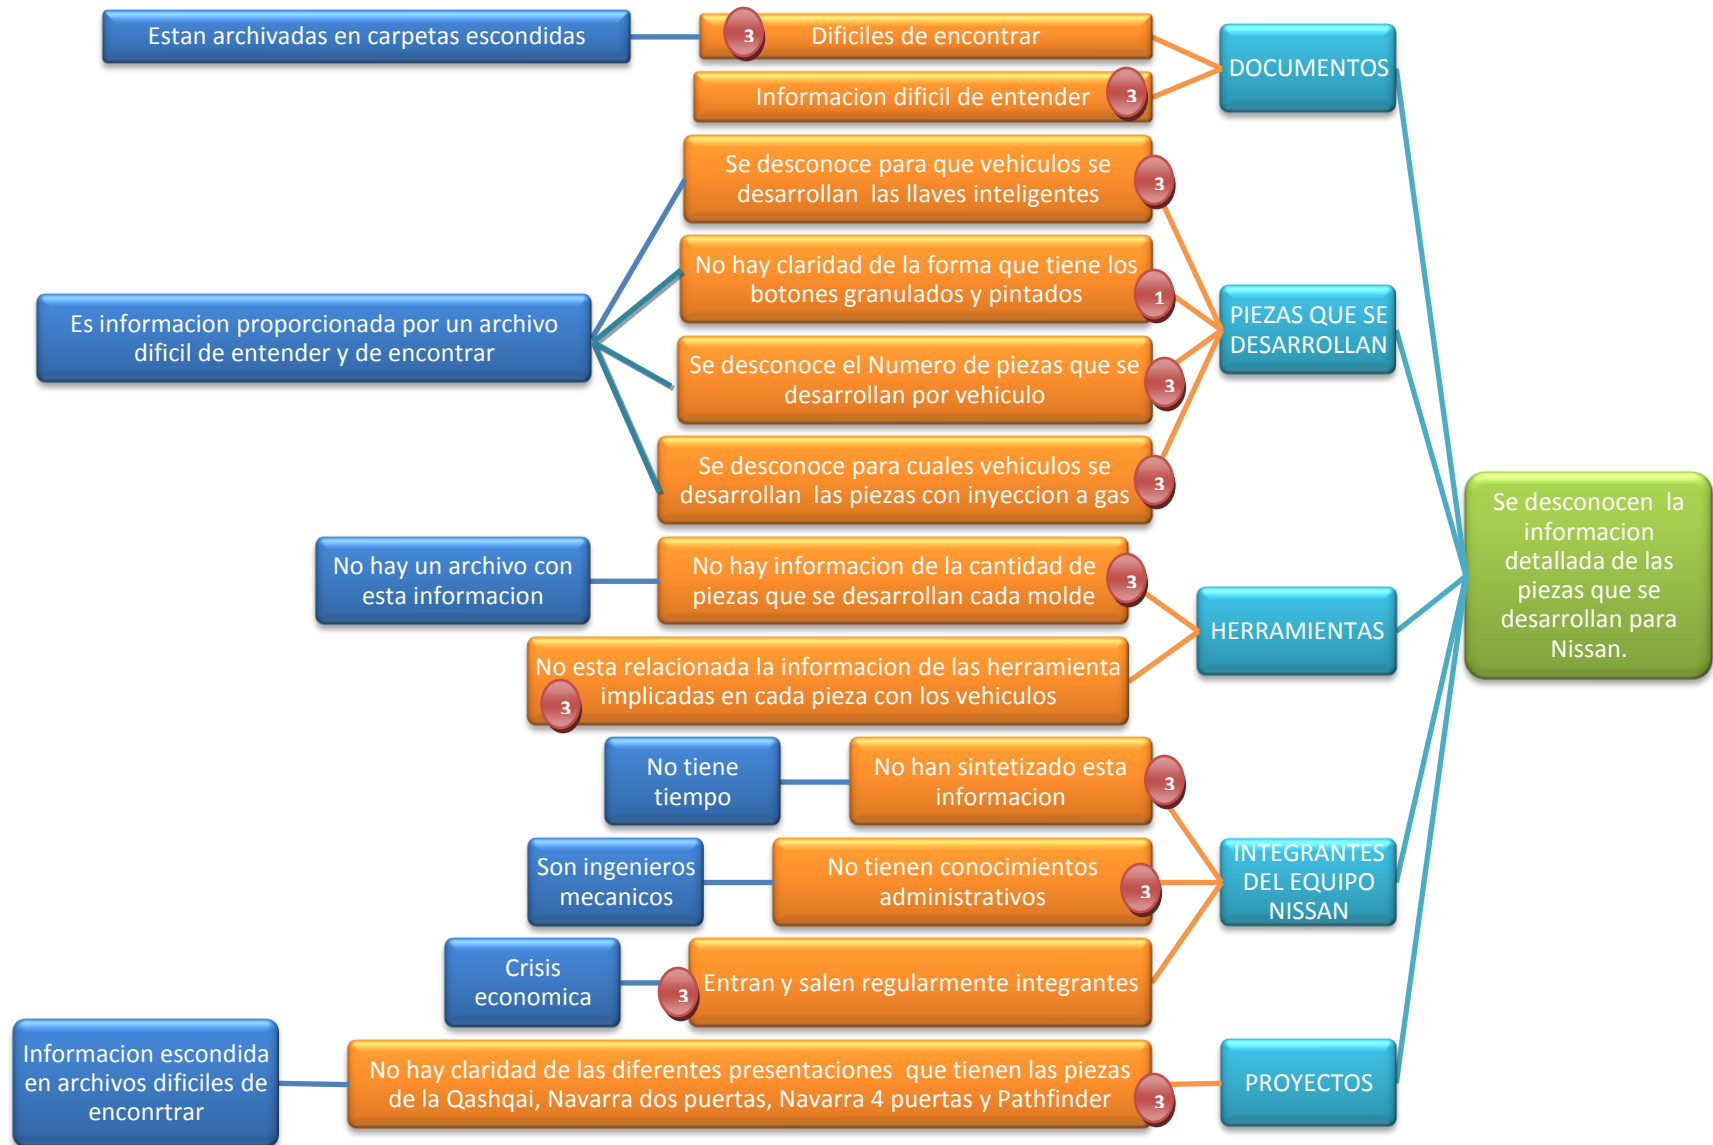 Estan archivadas en carpetas escondidas
3
Dificiles de encontrar
DOCUMENTOS
Informacion dificil de entender
3
Se desconoce para que vehiculos se
desarrollan las llaves inteligentes
3
No hay claridad de la forma que tiene los
botones granulados y pintados
1
Es informacion proporcionada por un archivo
dificil de entender y de encontrar
PIEZAS QUE SE
DESARROLLAN
Se desconoce el Numero de piezas que se
desarrollan por vehiculo
3
Se desconoce para cuales vehiculos se
desarrollan las piezas con inyeccion a gas
3
Se desconocen la
informacion
detallada de las
piezas que se
desarrollan para
Nissan.
No hay un archivo con
esta informacion
No hay informacion de la cantidad de
piezas que se desarrollan cada molde
3
HERRAMIENTAS
No esta relacionada la informacion de las herramienta
implicadas en cada pieza con los vehiculos
3
No tiene
tiempo
No han sintetizado esta
informacion
3
Son ingenieros
mecanicos
No tienen conocimientos
administrativos
3
INTEGRANTES
DEL EQUIPO
NISSAN
Crisis
economica
3
Entran y salen regularmente integrantes
Informacion escondida
en archivos dificiles de
enconrtrar
No hay claridad de las diferentes presentaciones que tienen las piezas
de la Qashqai, Navarra dos puertas, Navarra 4 puertas y Pathfinder
3
PROYECTOS